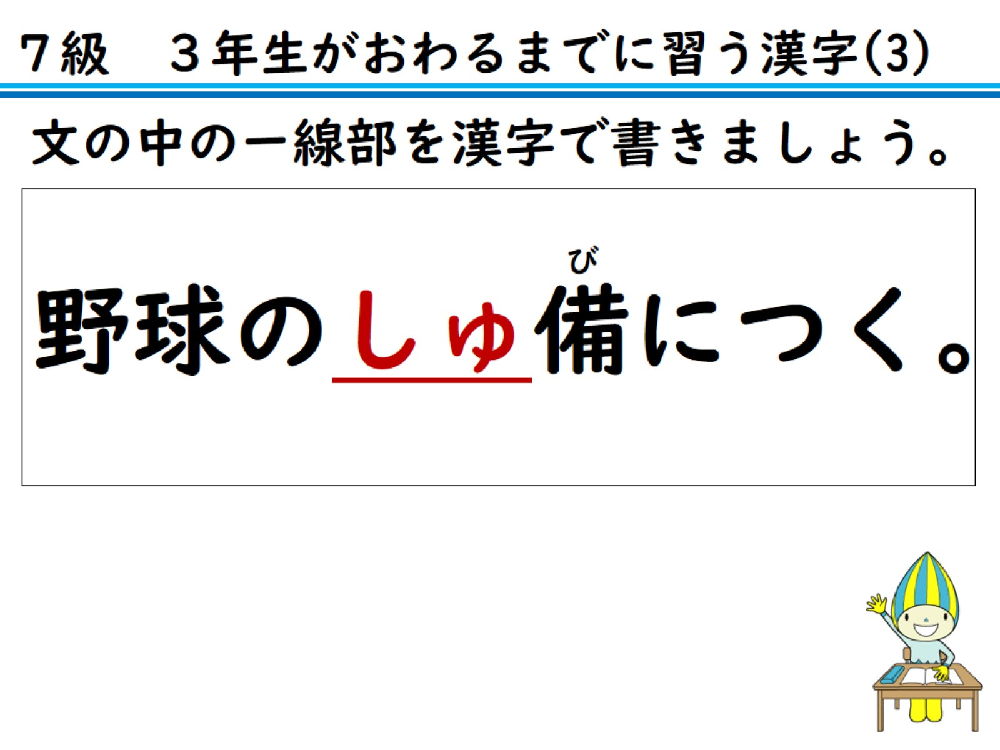 7級　3年生がおわるまでに習う漢字(3)
文の中の一線部を漢字で書きましょう。
び
野球のしゅ備につく。